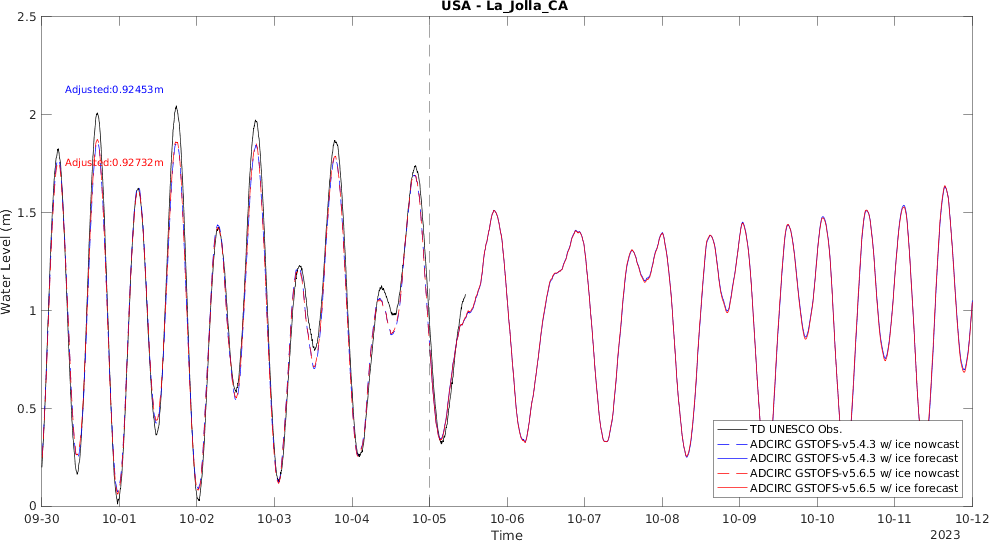 USA - La_Jolla_CA
2.5
Adjusted:0.92453m
2
Adjusted:0.92732m
1.5
Water Level (m)
1
0.5
TD UNESCO Obs.
ADCIRC GSTOFS-v5.4.3 w/ ice nowcast
ADCIRC GSTOFS-v5.4.3 w/ ice forecast
ADCIRC GSTOFS-v5.6.5 w/ ice nowcast
ADCIRC GSTOFS-v5.6.5 w/ ice forecast
0
09-30 10-01 10-02 10-03 10-04 10-05 10-06 10-07 10-08 10-09 10-10 10-11 10-12
Time 2023